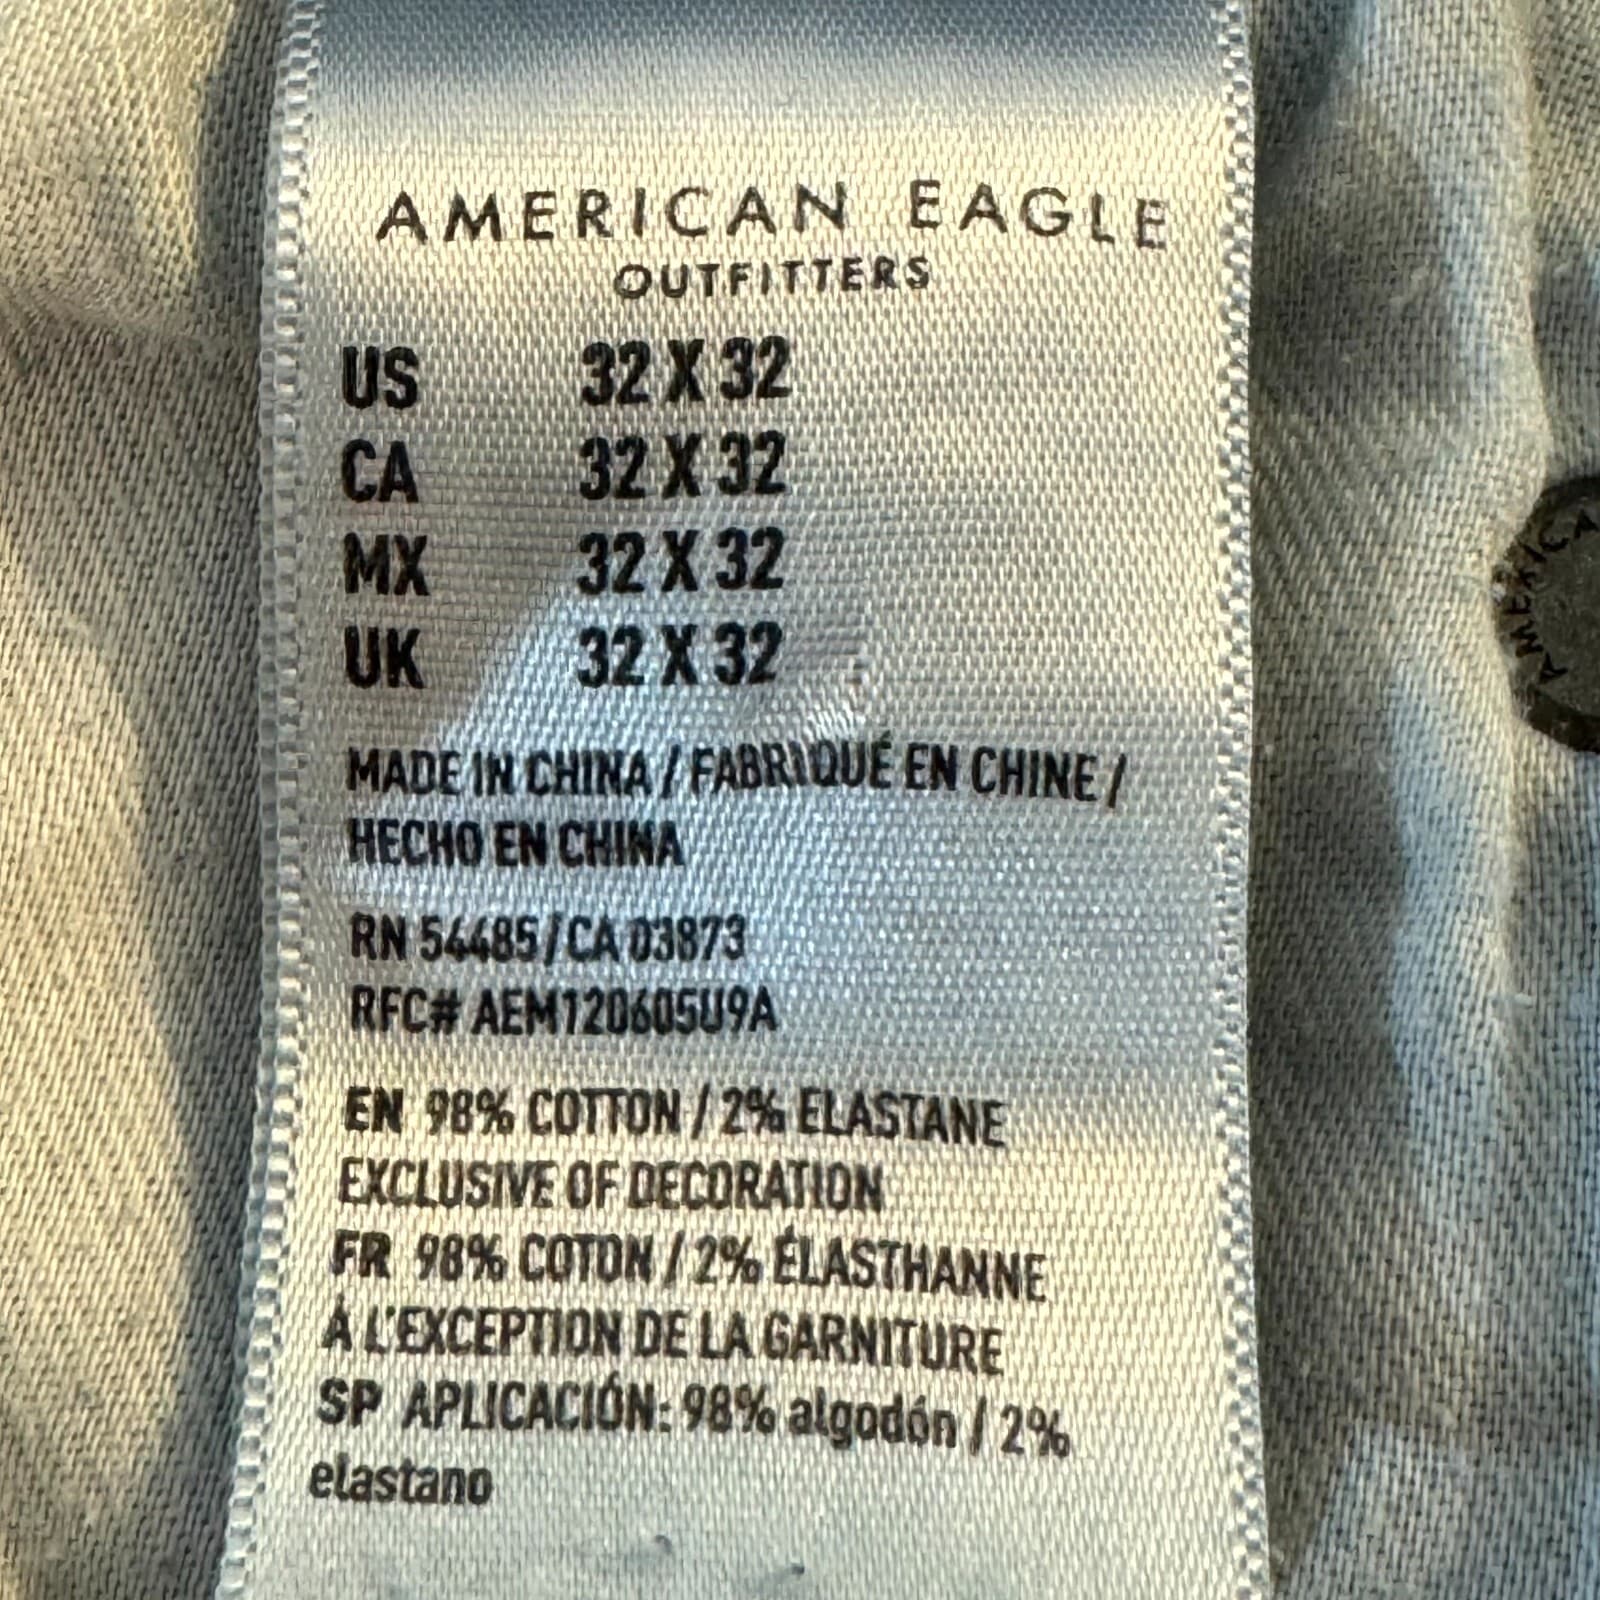 AMERICAN EAGLE
OUTFITTERS
US 32 X 32
CA 32 X 32
MX 32 X 32
UK 32 X 32
MADE IN CHINA / FABRIQUÉ EN CHINE /
HECHO EN CHINA
RN 54485 / CA 03873
RFC# AEM120605U9A
EN 98% COTTON / 2% ELASTANE
EXCLUSIVE OF DECORATION
FR 98% COTON / 2% ÉLASTHANNE
À L'EXCEPTION DE LA GARNITURE
SP APLICACIÓN: 98% algodón / 2%
elastano